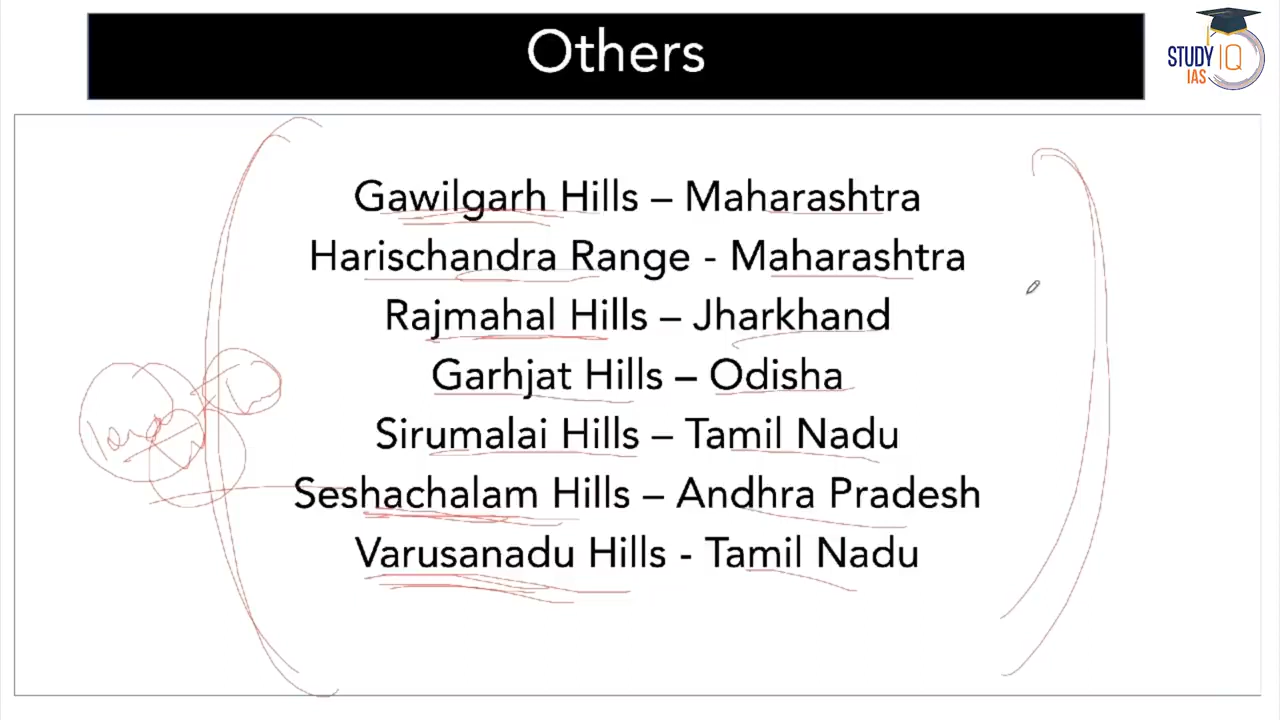 Others
STUDY IQ
IAS
Gawilgarh Hills – Maharashtra
Harischandra Range - Maharashtra
Rajmahal Hills – Jharkhand
Garhjat Hills – Odisha
Sirumalai Hills – Tamil Nadu
Seshachalam Hills – Andhra Pradesh
Varusanadu Hills - Tamil Nadu